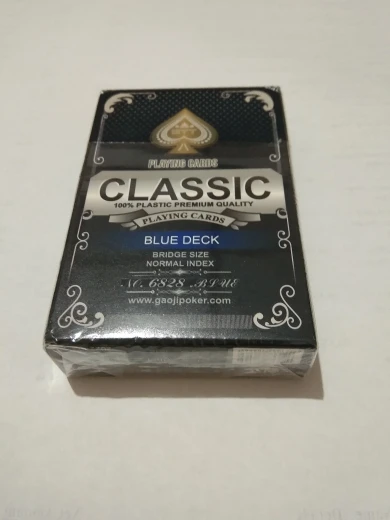 PLAYING CARDS
CLASSIC
100% PLASTIC PREMIUM QUALITY
PLAYING CARDS
BLUE DECK
BRIDGE SIZE
NORMAL INDEX
NO. 6828 BLUE
www.gaojipoker.com